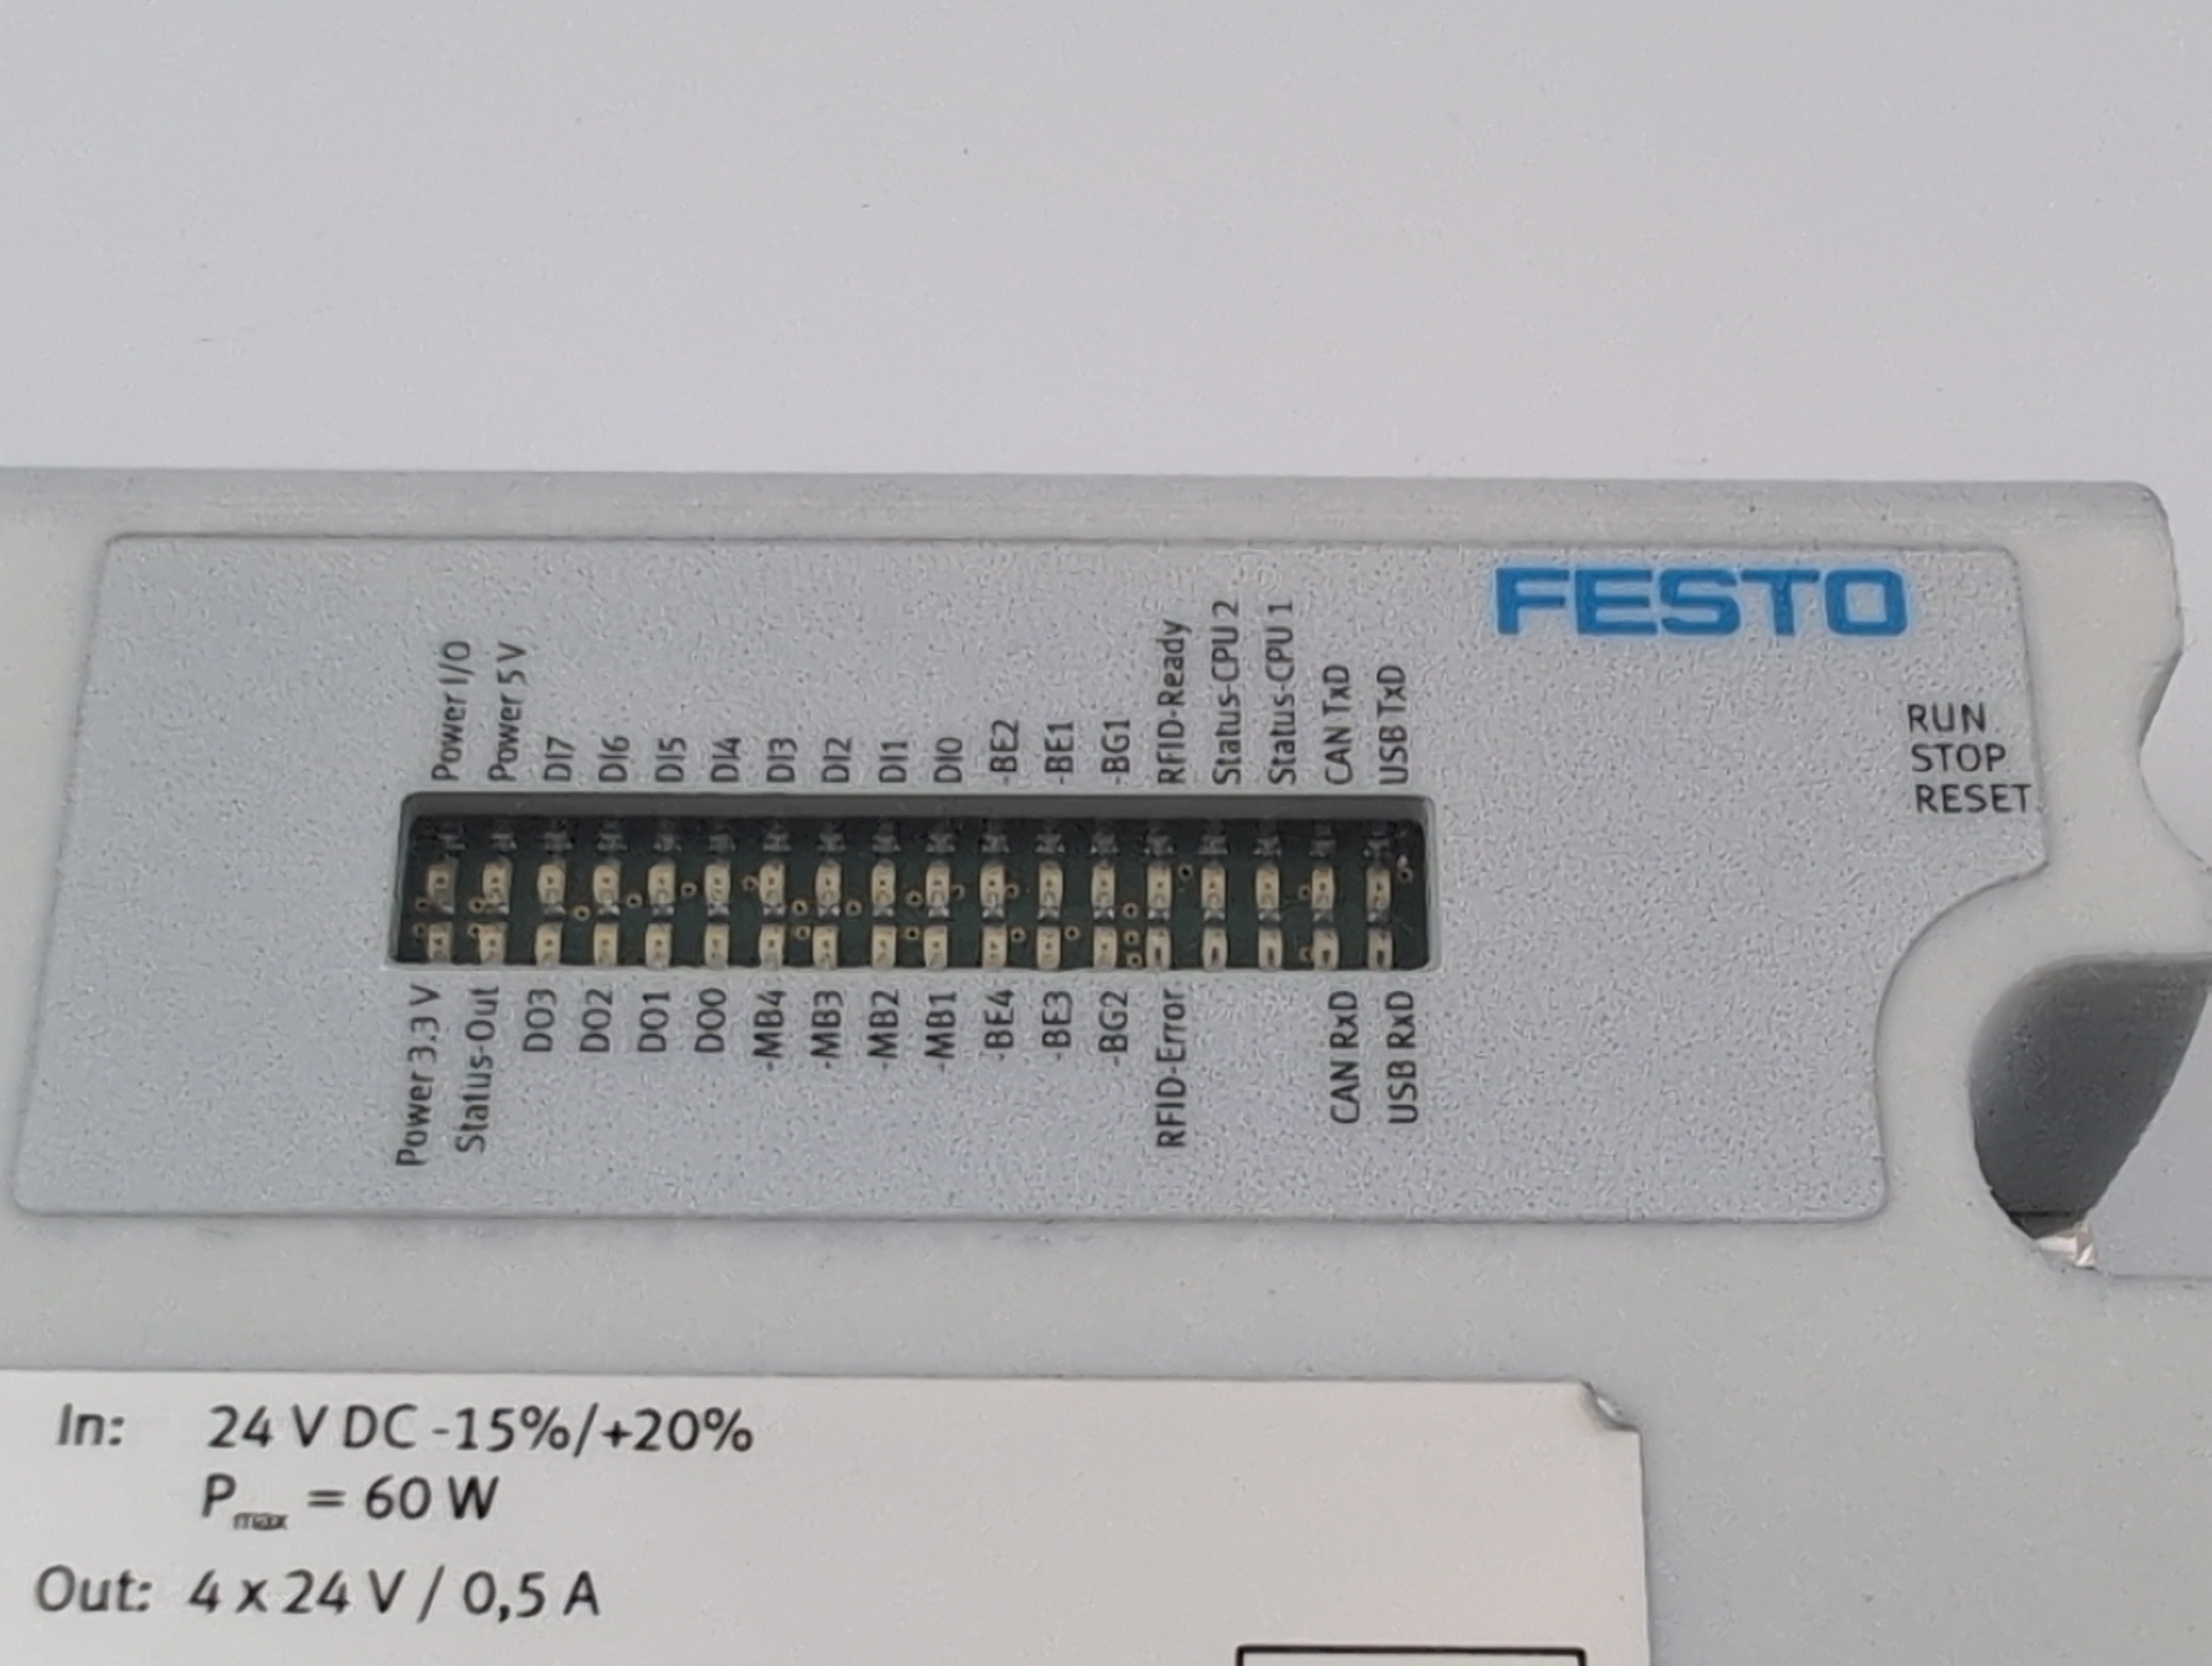 FESTO
RUN
STOP
RESET
Power I/O
Power 5 V
DI7
DI6
DI5
DI4
DI3
DI2
DI1
DI0
-BE2
-BE1
-BG1
RFID-Ready
Status-CPU 2
Status-CPU 1
CAN TxD
USB TxD
Power 3.3 V
Status-Out
DO3
DO2
DO1
DO0
-MB4
-MB3
-MB2
-MB1
-BE4
-BE3
-BG2
RFID-Error
CAN RxD
USB RxD
In: 24 V DC -15%/+20%
Pmax = 60 W
Out: 4 x 24 V / 0,5 A